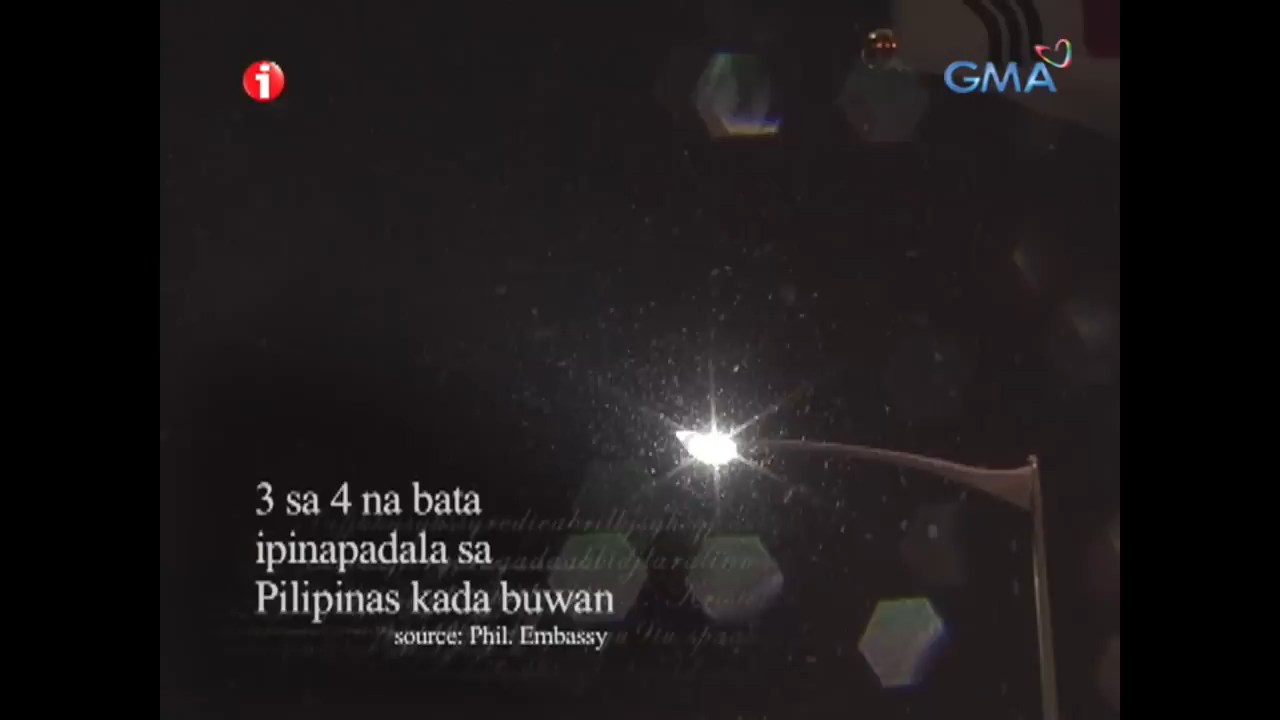 i
GMA
3 sa 4 na bata
ipinapadala sa
Pilipinas kada buwan
source: Phil. Embassy